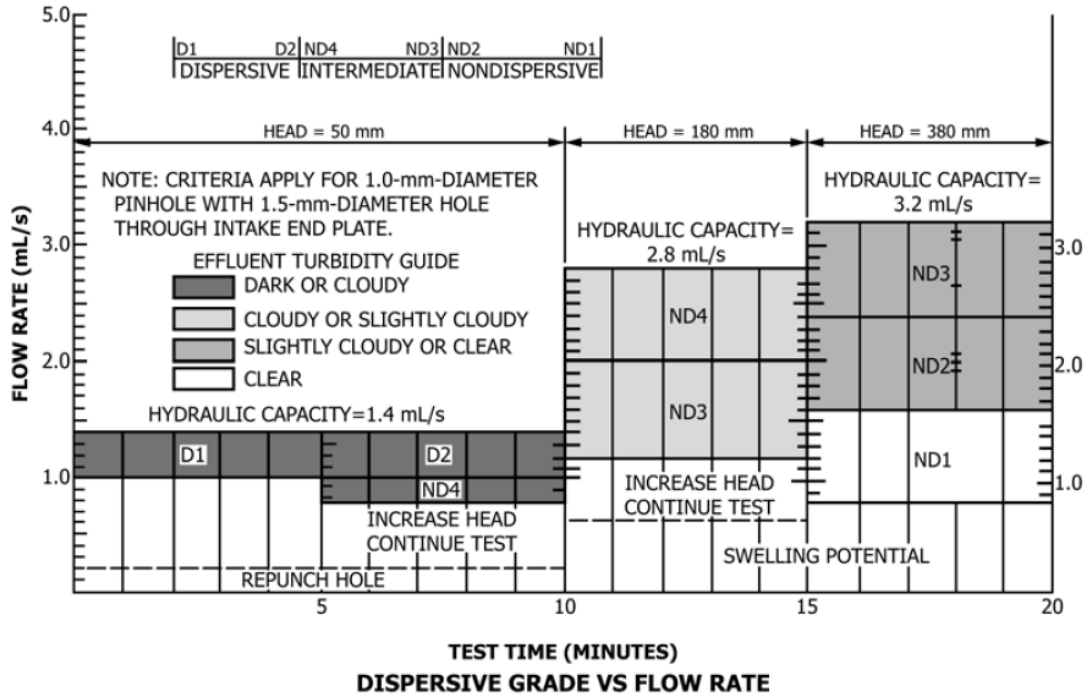 5.0
D1 D2 ND4 ND3 ND2 ND1
DISPERSIVE INTERMEDIATE NONDISPERSIVE
4.0
HEAD = 50 mm HEAD = 180 mm HEAD = 380 mm
NOTE: CRITERIA APPLY FOR 1.0-mm-DIAMETER
PINHOLE WITH 1.5-mm-DIAMETER HOLE
THROUGH INTAKE END PLATE.
HYDRAULIC CAPACITY=
3.2 mL/s
HYDRAULIC CAPACITY=
2.8 mL/s
3.0
3.0
EFFLUENT TURBIDITY GUIDE
DARK OR CLOUDY
CLOUDY OR SLIGHTLY CLOUDY
SLIGHTLY CLOUDY OR CLEAR
CLEAR
FLOW RATE (mL/s)
2.0
2.0
HYDRAULIC CAPACITY=1.4 mL/s
D1
D2
ND4
ND4
ND3
ND3
ND2
ND1
1.0
1.0
INCREASE HEAD
CONTINUE TEST
INCREASE HEAD
CONTINUE TEST
SWELLING POTENTIAL
REPUNCH HOLE
5 10 15 20
TEST TIME (MINUTES)
DISPERSIVE GRADE VS FLOW RATE